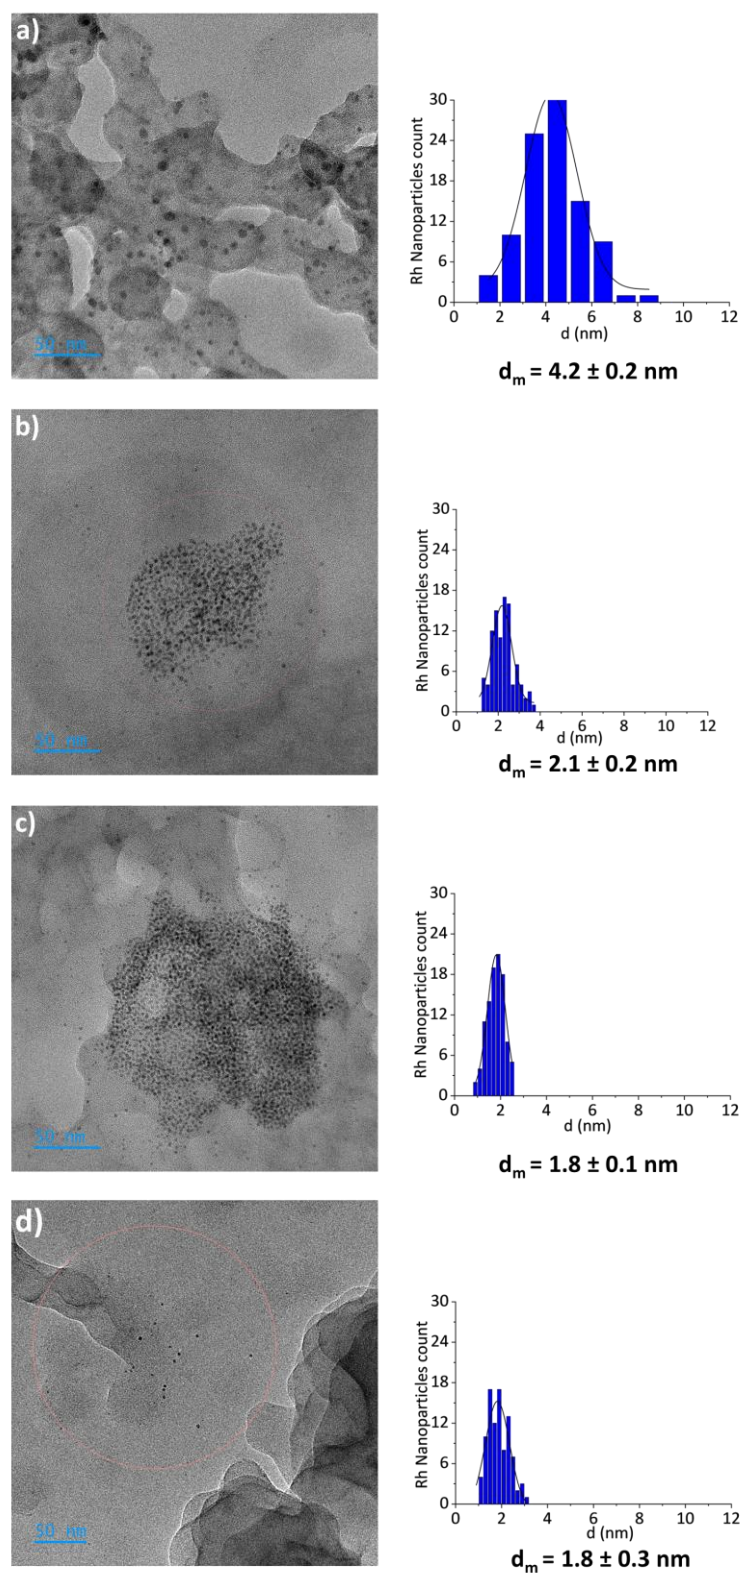 a)
50 nm
Rh Nanoparticles count
30
24
18
12
6
0
0 2 4 6 8 10 12
d (nm)
dm = 4.2 ± 0.2 nm
b)
50 nm
Rh Nanoparticles count
30
24
18
12
6
0
0 2 4 6 8 10 12
d (nm)
dm = 2.1 ± 0.2 nm
c)
50 nm
Rh Nanoparticles count
30
24
18
12
6
0
0 2 4 6 8 10 12
d (nm)
dm = 1.8 ± 0.1 nm
d)
50 nm
Rh Nanoparticles count
30
24
18
12
6
0
0 2 4 6 8 10 12
d (nm)
dm = 1.8 ± 0.3 nm